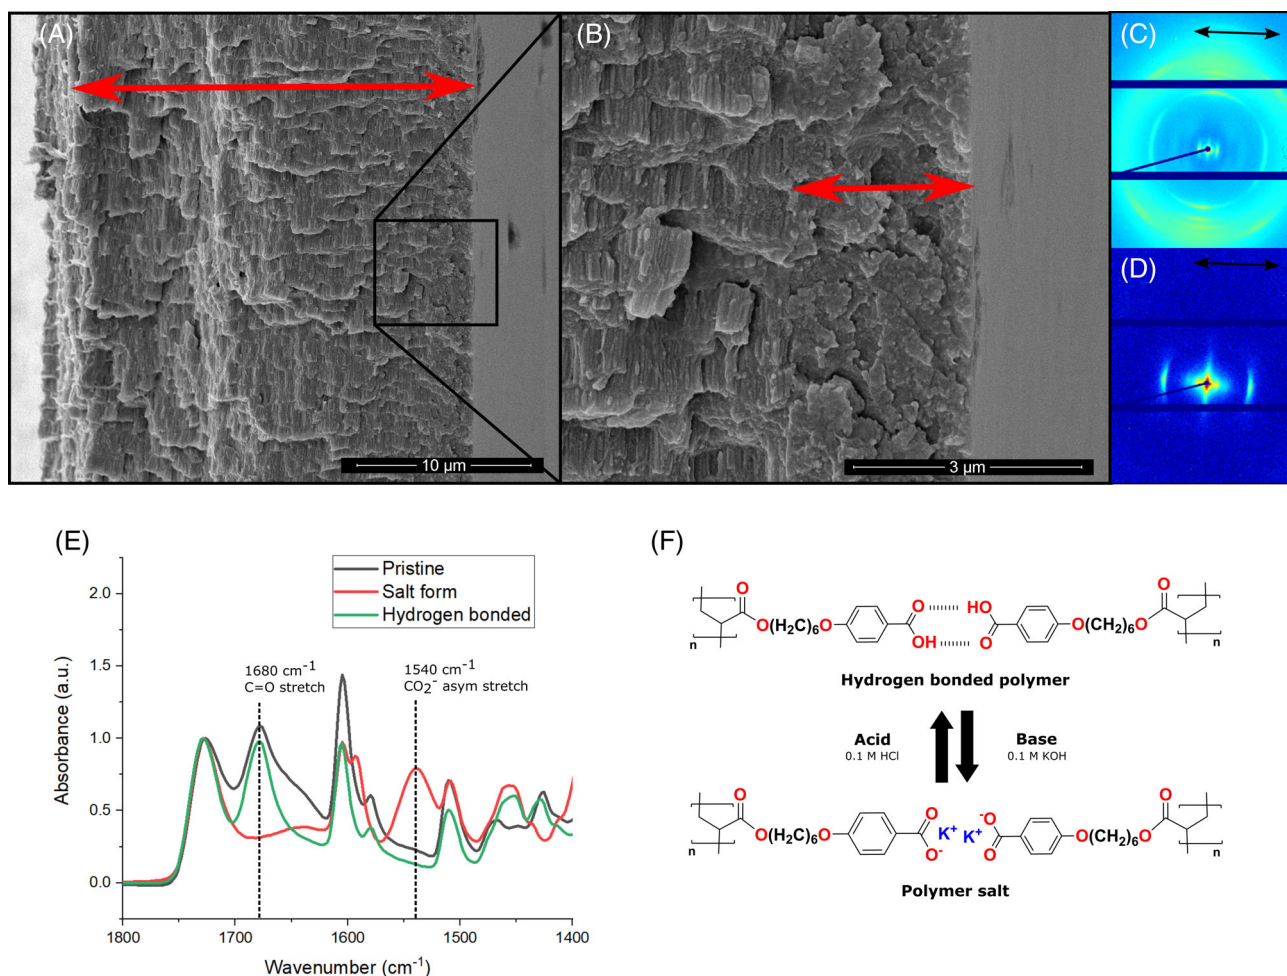 (A)
10 μm
(B)
3 μm
(C)
(D)
(E)
Pristine
Salt form
Hydrogen bonded
1680 cm⁻¹
C=O stretch
1540 cm⁻¹
CO₂⁻ asym stretch
Absorbance (a.u.)
2.0
1.5
1.0
0.5
0.0
1800
1700
1600
1500
1400
Wavenumber (cm⁻¹)
(F)
O
O
HO
O
n
O(H₂C)₆O
OH
O
O(CH₂)₆O
n
Hydrogen bonded polymer
Acid
0.1 M HCl
Base
0.1 M KOH
O
O
⁻O
O
n
O(H₂C)₆O
O⁻
K⁺
K⁺
O
O(CH₂)₆O
n
Polymer salt